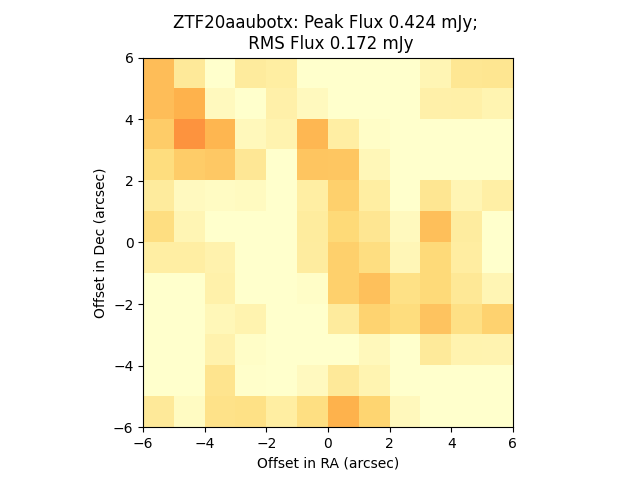 ZTF20aaubotx: Peak Flux 0.424 mJy;
RMS Flux 0.172 mJy
6
4
2
0
−2
−4
−6
Offset in Dec (arcsec)
−6 −4 −2 0 2 4 6
Offset in RA (arcsec)